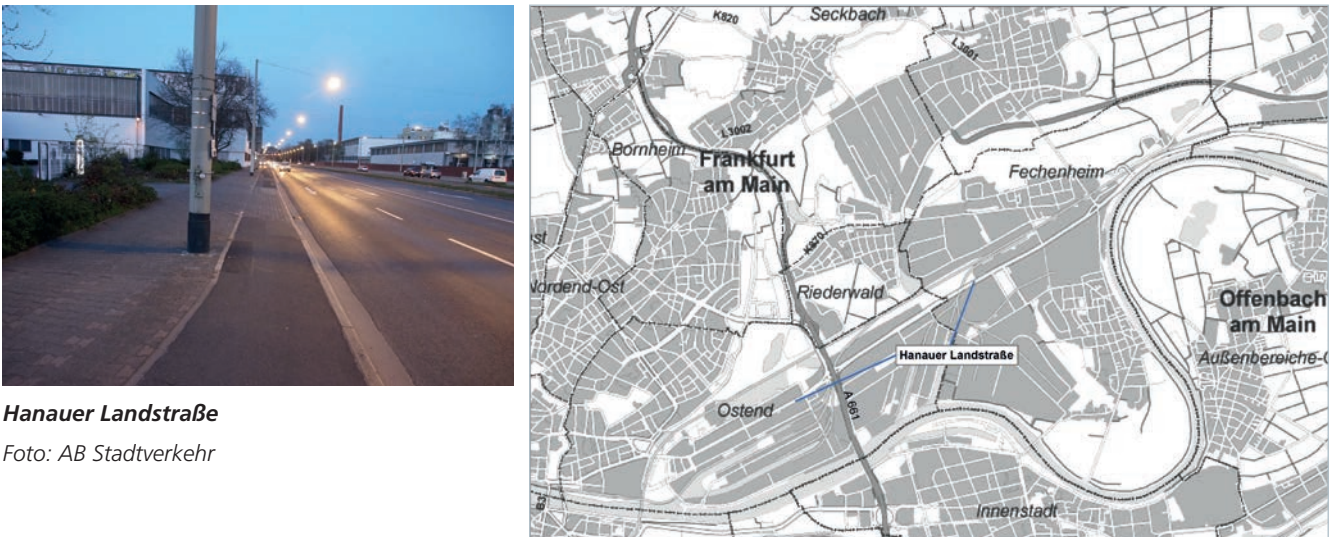 Hanauer Landstraße
Foto: AB Stadtverkehr
K820
Seckbach
L3001
L3002
Bornheim
Frankfurt
am Main
Fechenheim
K870
Nordend-Ost
Riederwald
Offenbach
am Main
Hanauer Landstraße
Außenbereiche-O
Ostend
A 661
Innenstadt